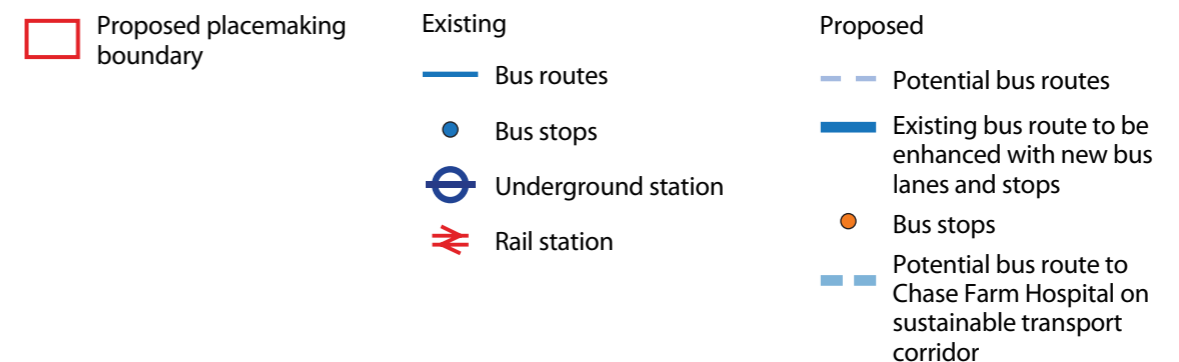 Proposed placemaking
boundary
Existing
Bus routes
Bus stops
Underground station
Rail station
Proposed
Potential bus routes
Existing bus route to be
enhanced with new bus
lanes and stops
Bus stops
Potential bus route to
Chase Farm Hospital on
sustainable transport
corridor